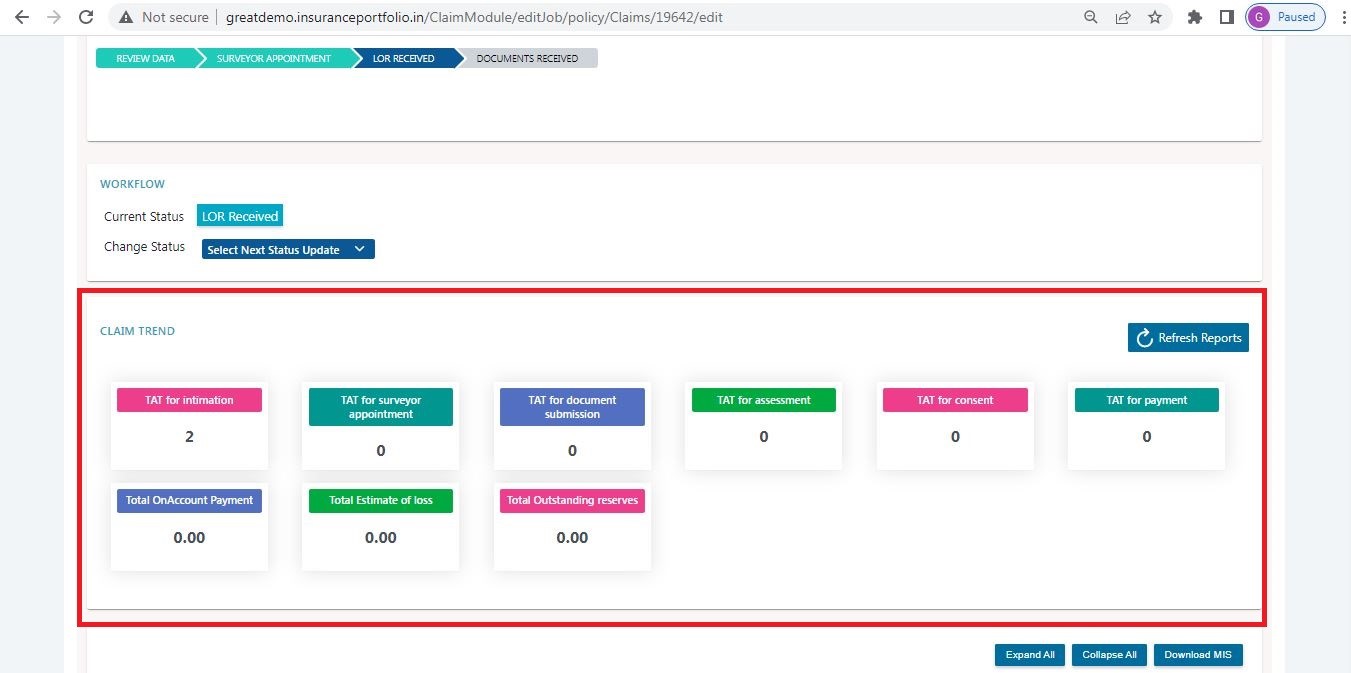 Not secure
greatdemo.insuranceportfolio.in/ClaimModule/editJob/policy/Claims/19642/edit
G Paused
REVIEW DATA SURVEYOR APPOINTMENT LOR RECEIVED DOCUMENTS RECEIVED
WORKFLOW
Current Status LOR Received
Change Status Select Next Status Update
CLAIM TREND
Refresh Reports
TAT for intimation
2
TAT for surveyor
appointment
0
TAT for document
submission
0
TAT for assessment
0
TAT for consent
0
TAT for payment
0
Total OnAccount Payment
0.00
Total Estimate of loss
0.00
Total Outstanding reserves
0.00
Expand All Collapse All Download MIS